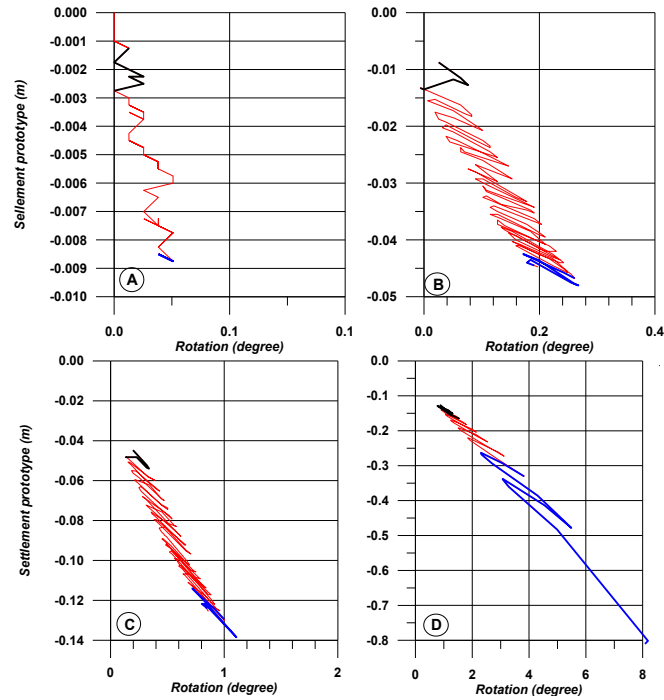 0.000
-0.001
-0.002
-0.003
-0.004
-0.005
-0.006
-0.007
-0.008
-0.009
-0.010
Sellement prototype (m)
A
0.0 0.1 0.1
Rotation (degree)
0.00
-0.01
-0.02
-0.03
-0.04
-0.05
B
0.0 0.2 0.4
Rotation (degree)
0.00
-0.02
-0.04
-0.06
-0.08
-0.10
-0.12
-0.14
Settlement prototype (m)
C
0 1 2
Rotation (degree)
0.0
-0.1
-0.2
-0.3
-0.4
-0.5
-0.6
-0.7
-0.8
D
0 2 4 6 8
Rotation (degree)